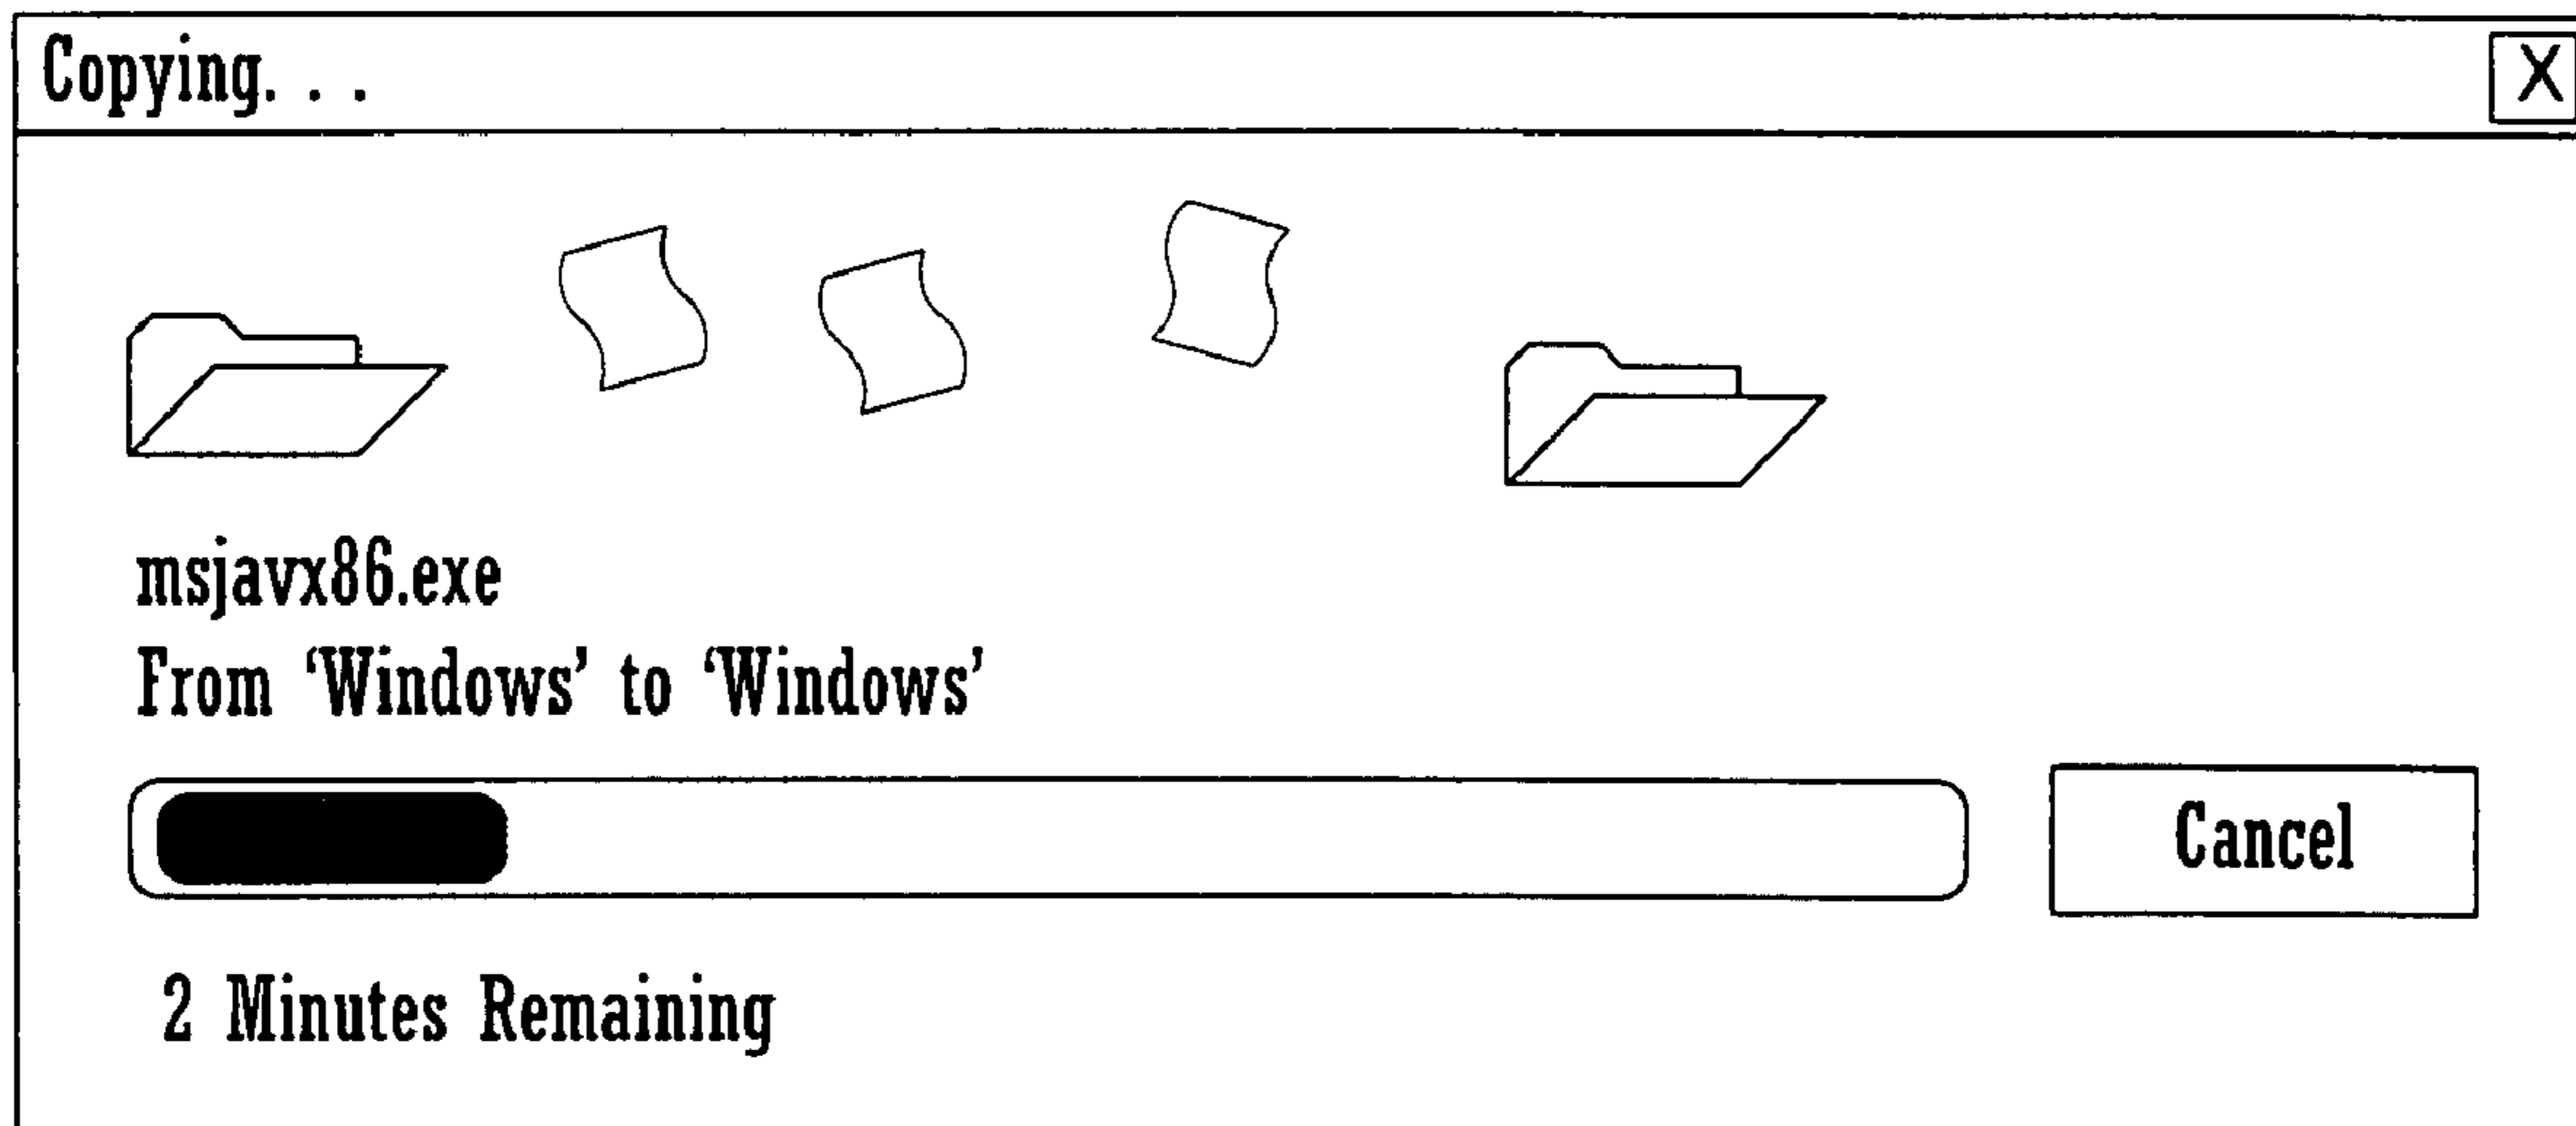 Copying. . .
X
msjavx86.exe
From ‘Windows’ to ‘Windows’
Cancel
2 Minutes Remaining